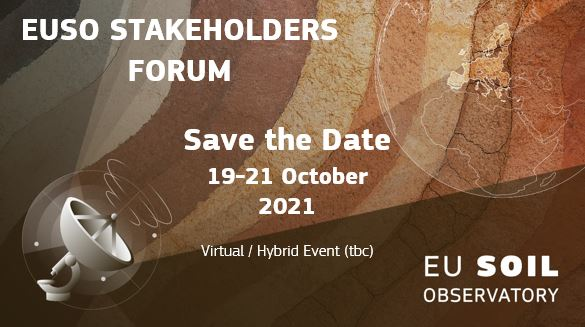 EUSO STAKEHOLDERS
FORUM
Save the Date
19-21 October
2021
Virtual / Hybrid Event (tbc)
EU SOIL
OBSERVATORY